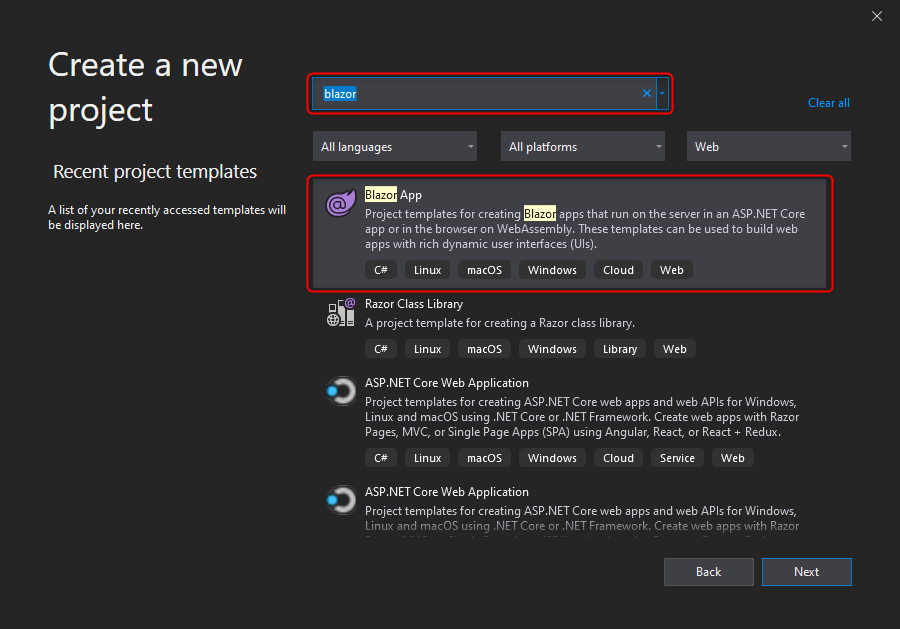 Create a new
project
Recent project templates
A list of your recently accessed templates will
be displayed here.
blazor
Clear all
All languages
All platforms
Web
Blazor App
Project templates for creating Blazor apps that run on the server in an ASP.NET Core
app or in the browser on WebAssembly. These templates can be used to build web
apps with rich dynamic user interfaces (UIs).
C# Linux macOS Windows Cloud Web
Razor Class Library
A project template for creating a Razor class library.
C# Linux macOS Windows Library Web
ASP.NET Core Web Application
Project templates for creating ASP.NET Core web apps and web APIs for Windows,
Linux and macOS using .NET Core or .NET Framework. Create web apps with Razor
Pages, MVC, or Single Page Apps (SPA) using Angular, React, or React + Redux.
C# Linux macOS Windows Cloud Service Web
ASP.NET Core Web Application
Project templates for creating ASP.NET Core web apps and web APIs for Windows,
Linux and macOS using .NET Core or .NET Framework. Create web apps with Razor
Back
Next